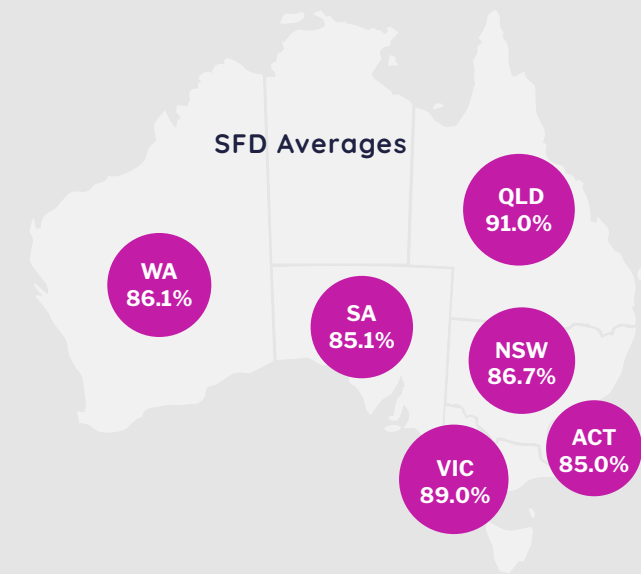 SFD Averages
QLD
91.0%
WA
86.1%
SA
85.1%
NSW
86.7%
ACT
85.0%
VIC
89.0%